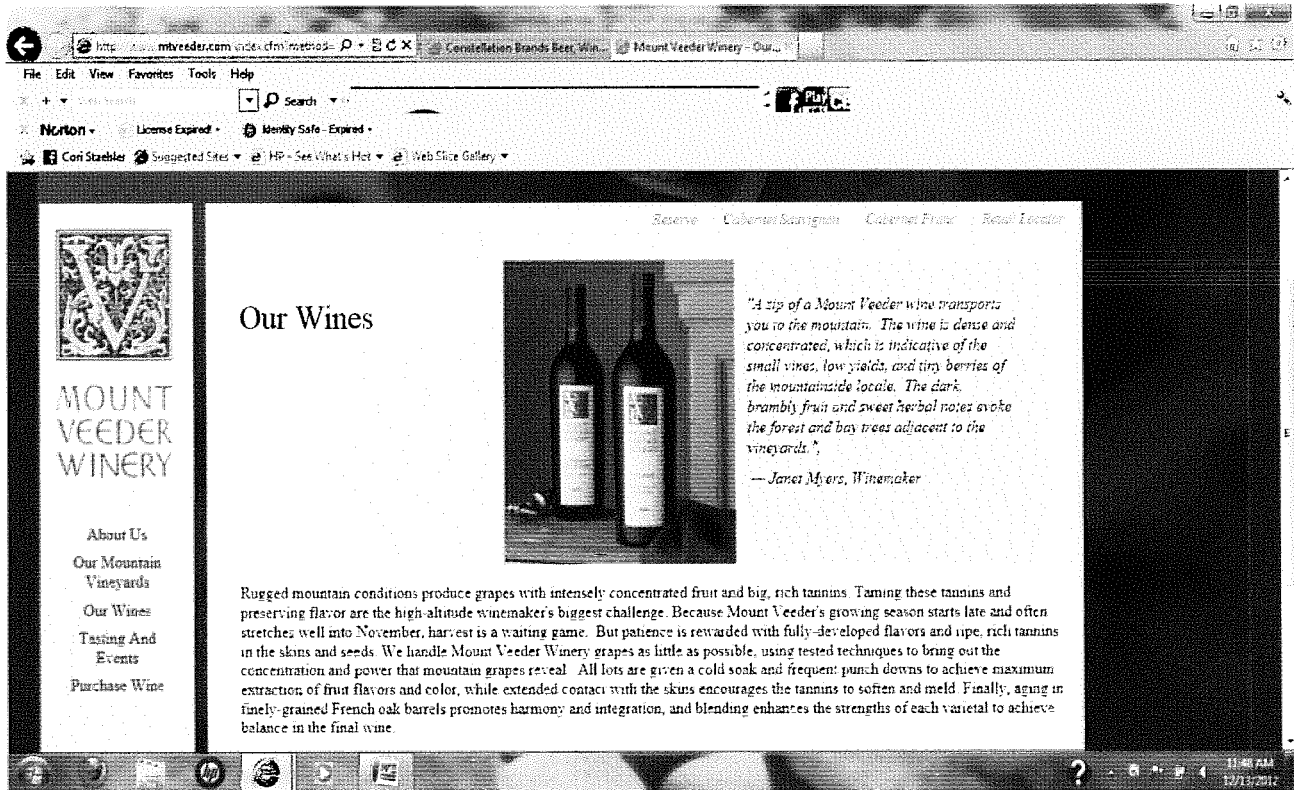 mtveeder.com
Constellation Brands Beer, Win...
Mount Veeder Winery - Our...
File Edit View Favorites Tools Help
Search
Norton License Expired! Identity Safe - Expired
Cori Staehler Suggested Sites HP - See What's Hot Web Slice Gallery
Reserve Cabernet Sauvignon Cabernet Franc Retail Locator
MOUNT
VEEDER
WINERY
About Us
Our Mountain
Vineyards
Our Wines
Tasting And
Events
Purchase Wine
Our Wines
"A sip of a Mount Veeder wine transports
you to the mountain. The wine is dense and
concentrated, which is indicative of the
small vines, low yields, and tiny berries of
the mountainside locale. The dark,
brambly fruit and sweet herbal notes evoke
the forest and bay trees adjacent to the
vineyards.",
— Janet Myers, Winemaker
Rugged mountain conditions produce grapes with intensely concentrated fruit and big, rich tannins. Taming these tannins and
preserving flavor are the high-altitude winemaker's biggest challenge. Because Mount Veeder's growing season starts late and often
stretches well into November, harvest is a waiting game. But patience is rewarded with fully-developed flavors and ripe, rich tannins
in the skins and seeds. We handle Mount Veeder Winery grapes as little as possible, using tested techniques to bring out the
concentration and power that mountain grapes reveal. All lots are given a cold soak and frequent punch downs to achieve maximum
extraction of fruit flavors and color, while extended contact with the skins encourages the tannins to soften and meld. Finally, aging in
finely-grained French oak barrels promotes harmony and integration, and blending enhances the strengths of each varietal to achieve
balance in the final wine.
11:48 AM
12/13/2012